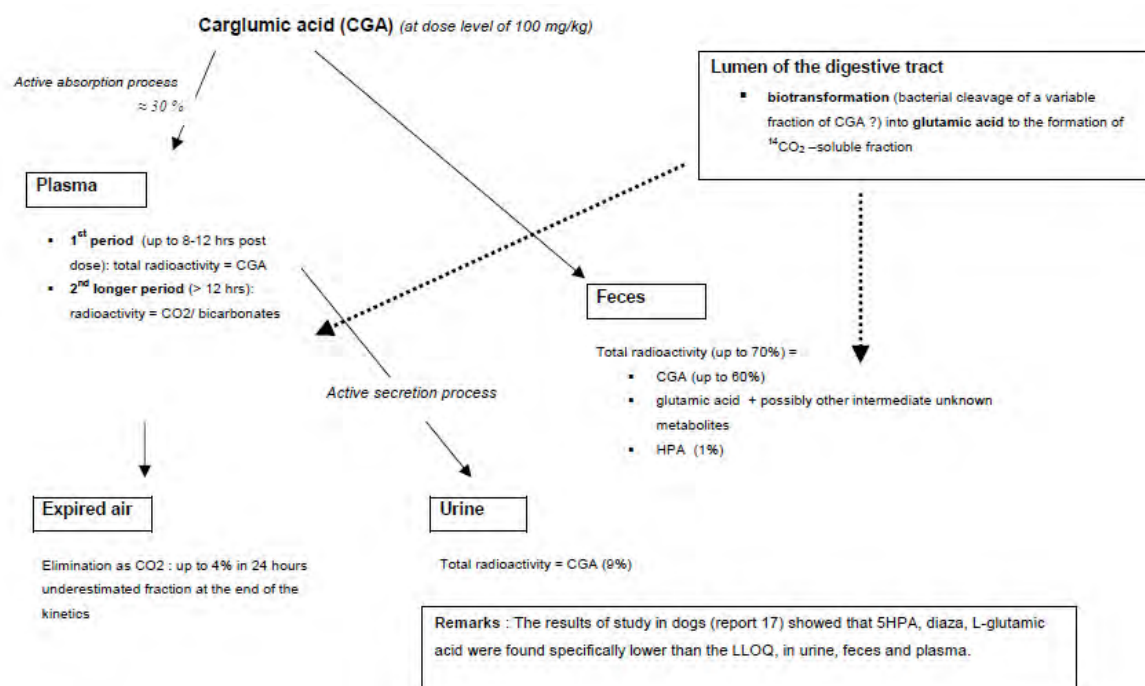 Carglumic acid (CGA) (at dose level of 100 mg/kg)
Active absorption process
≈ 30 %
Lumen of the digestive tract
▪ biotransformation (bacterial cleavage of a variable
fraction of CGA ?) into glutamic acid to the formation of
¹⁴CO₂ –soluble fraction
Plasma
▪ 1st period (up to 8-12 hrs post
dose): total radioactivity = CGA
▪ 2nd longer period (> 12 hrs):
radioactivity = CO2/ bicarbonates
Feces
Total radioactivity (up to 70%) =
▪ CGA (up to 60%)
▪ glutamic acid + possibly other intermediate unknown
metabolites
▪ HPA (1%)
Active secretion process
Expired air
Elimination as CO2 : up to 4% in 24 hours
underestimated fraction at the end of the
kinetics
Urine
Total radioactivity = CGA (9%)
Remarks : The results of study in dogs (report 17) showed that 5HPA, diaza, L-glutamic
acid were found specifically lower than the LLOQ, in urine, feces and plasma.